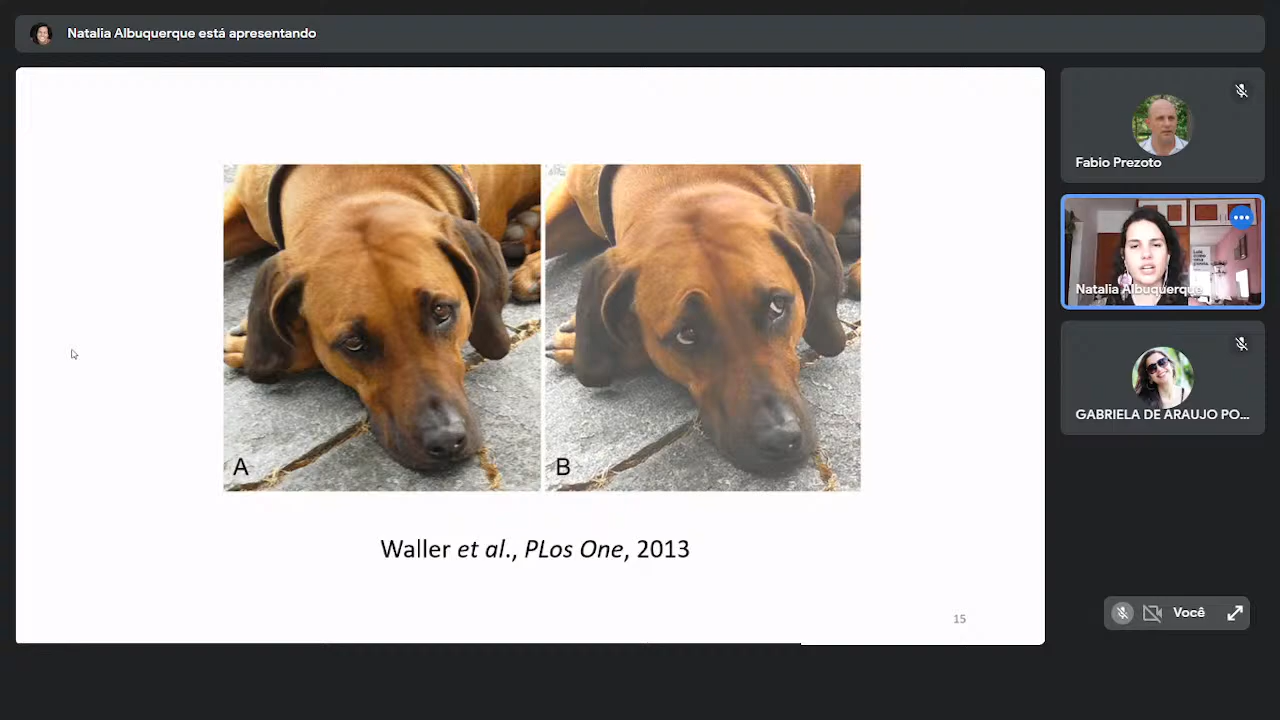 Natalia Albuquerque está apresentando
A
B
Waller et al., PLos One, 2013
15
Fabio Prezoto
Natalia Albuquerque
GABRIELA DE ARAUJO PO...
Você